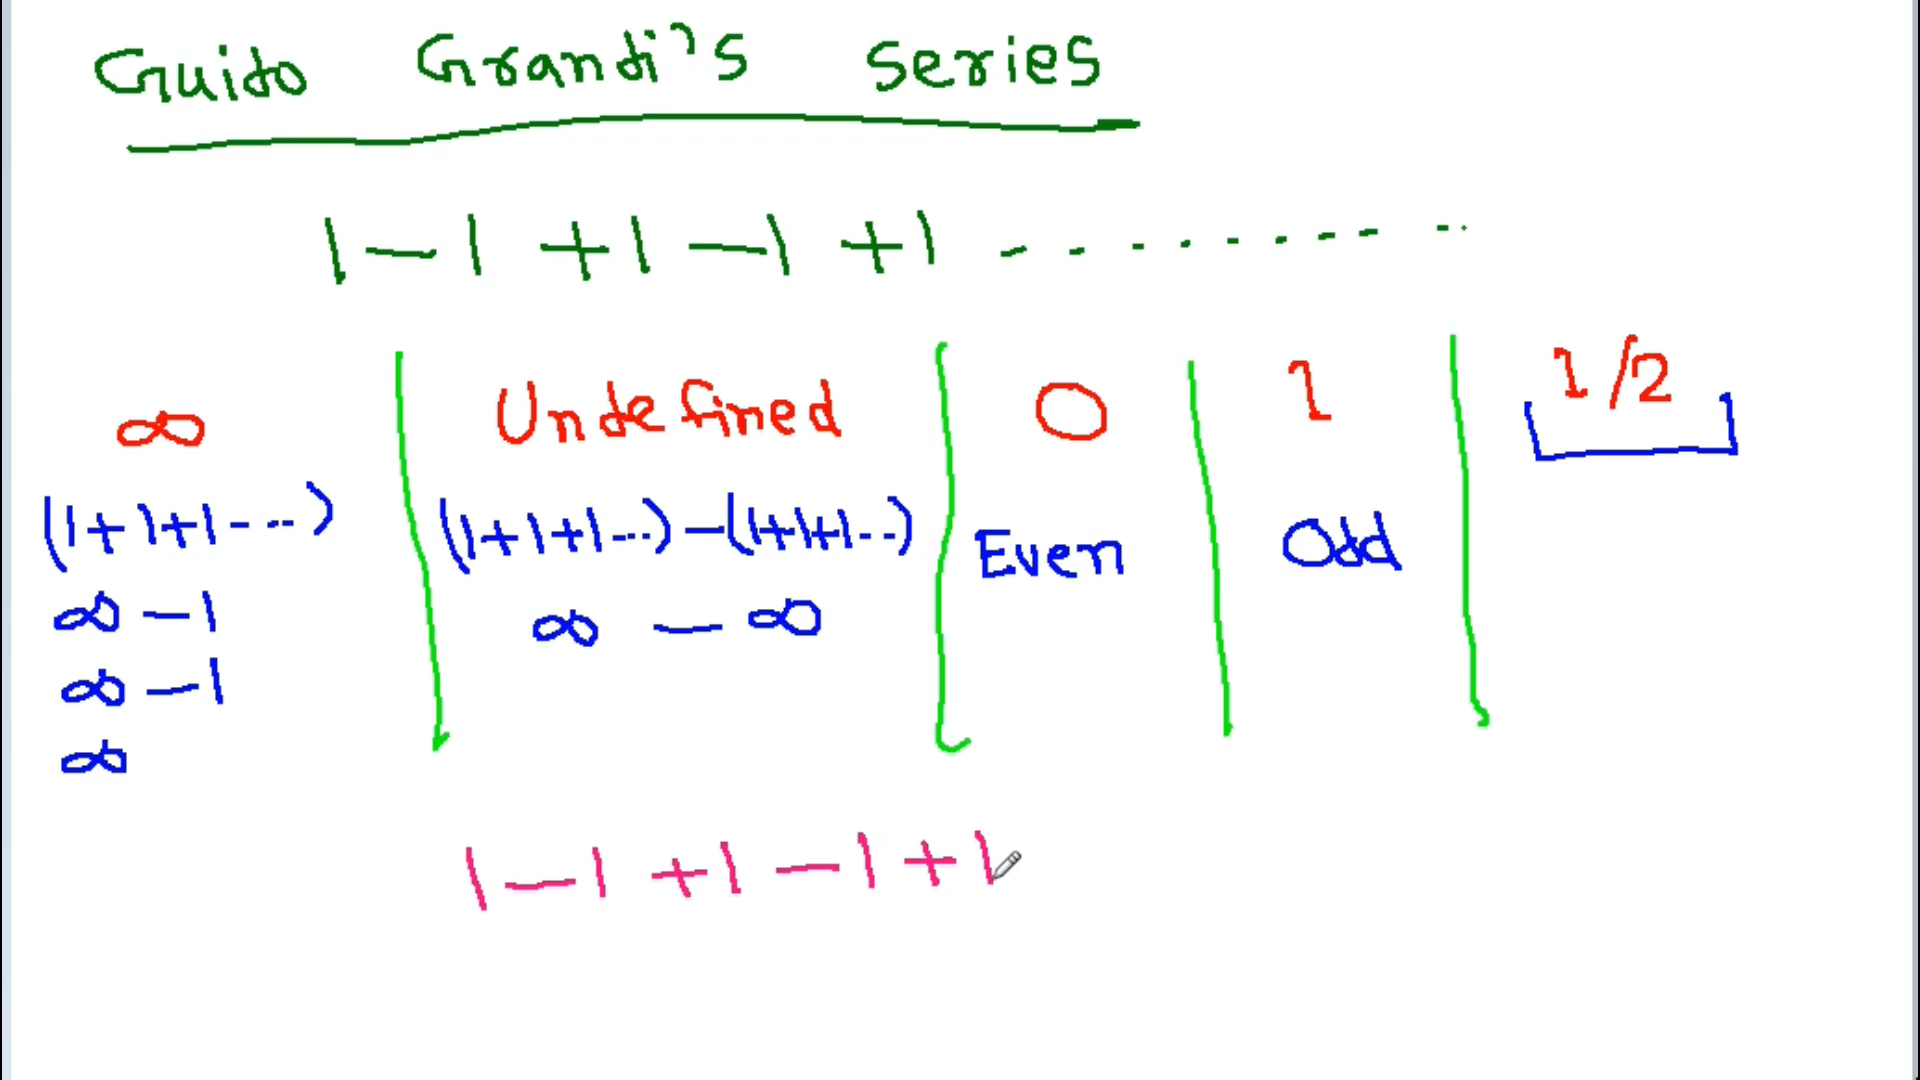 Guido Grandi's series
1 - 1 + 1 - 1 + 1 - - - - - - - - - -
∞ Undefined 0 1 1/2
(1+1+1-...) (1+1+1-...) - (1+1+1...) Even Odd
∞ - 1 ∞ - ∞
∞ - 1
∞
1 - 1 + 1 - 1 + 1